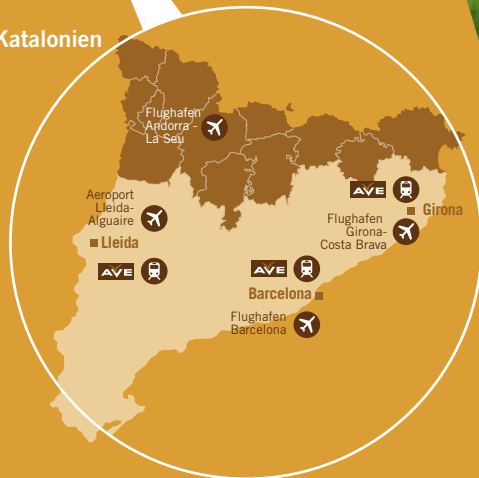 Katalonien
Flughafen
Andorra -
La Seu
Aeroport
Lleida-
Alguaire
Lleida
AVE
AVE
Girona
Flughafen
Girona-
Costa Brava
AVE
Barcelona
Flughafen
Barcelona